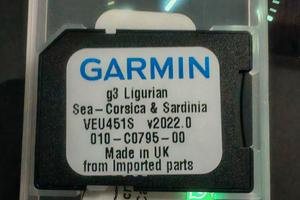 GARMIN
g3 Ligurian
Sea-Corsica & Sardinia
VEU451S v2022.0
010-C0795-00
Made in UK
from Imported parts